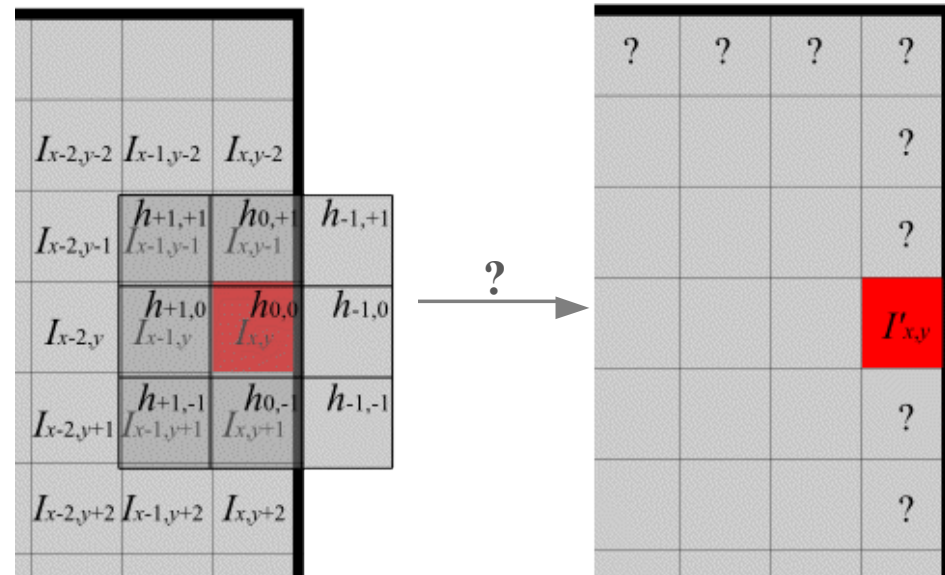 ? ? ? ?
Ix-2,y-2 Ix-1,y-2 Ix,y-2 ?
h+1,+1 h0,+1 h-1,+1
Ix-2,y-1 Ix-1,y-1 Ix,y-1 ?
?
h+1,0 h0,0 h-1,0
Ix-2,y Ix-1,y Ix,y I'x,y
h+1,-1 h0,-1 h-1,-1
Ix-2,y+1 Ix-1,y+1 Ix,y+1 ?
Ix-2,y+2 Ix-1,y+2 Ix,y+2 ?